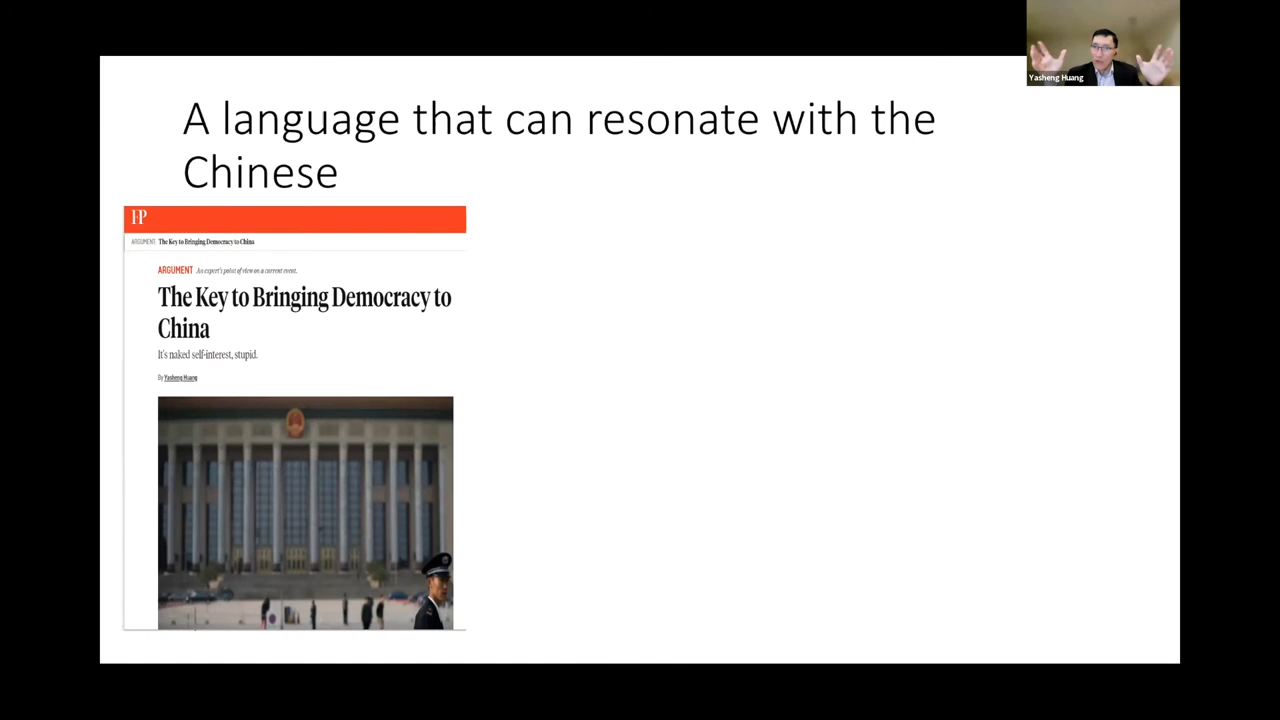 Yasheng Huang
A language that can resonate with the
Chinese
FP
ARGUMENT The Key to Bringing Democracy to China
ARGUMENT An expert's point of view on a current event.
The Key to Bringing Democracy to
China
It's naked self-interest, stupid.
By Yasheng Huang